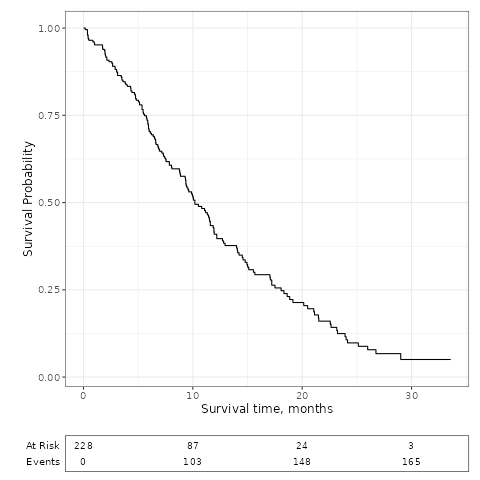 1.00
0.75
0.50
0.25
0.00
Survival Probability
0 10 20 30
Survival time, months
At Risk 228 87 24 3
Events 0 103 148 165